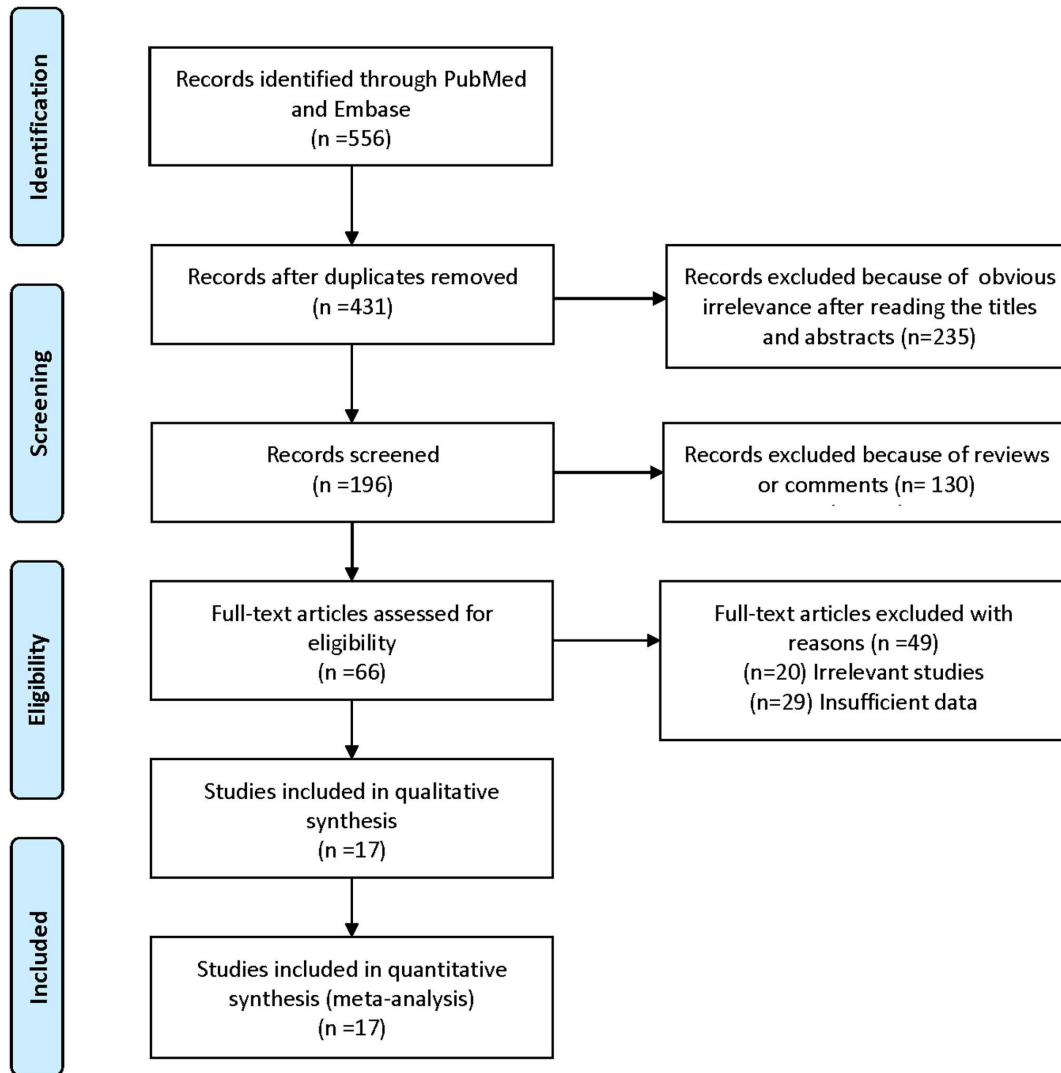 Identification
Records identified through PubMed
and Embase
(n =556)
Records after duplicates removed
(n =431)
Records excluded because of obvious
irrelevance after reading the titles
and abstracts (n=235)
Screening
Records screened
(n =196)
Records excluded because of reviews
or comments (n= 130)
Eligibility
Full-text articles assessed for
eligibility
(n =66)
Full-text articles excluded with
reasons (n =49)
(n=20) Irrelevant studies
(n=29) Insufficient data
Studies included in qualitative
synthesis
(n =17)
Included
Studies included in quantitative
synthesis (meta-analysis)
(n =17)